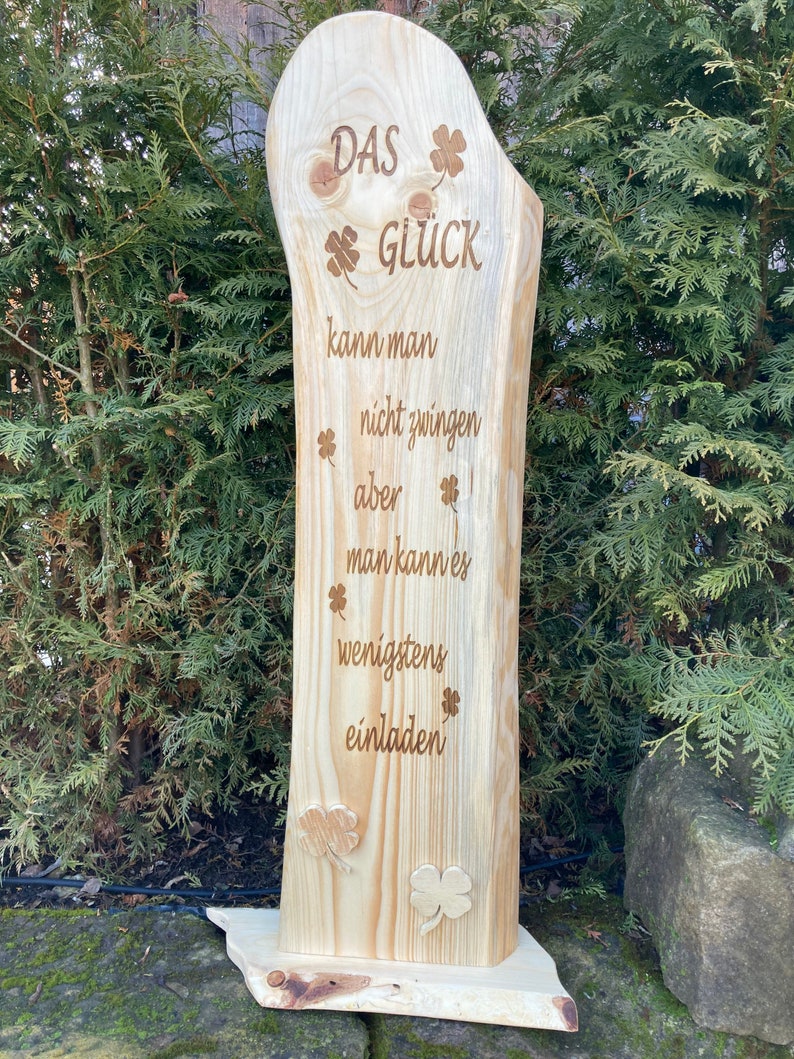 DAS
GLÜCK
kann man
nicht zwingen
aber
man kann es
wenigstens
einladen